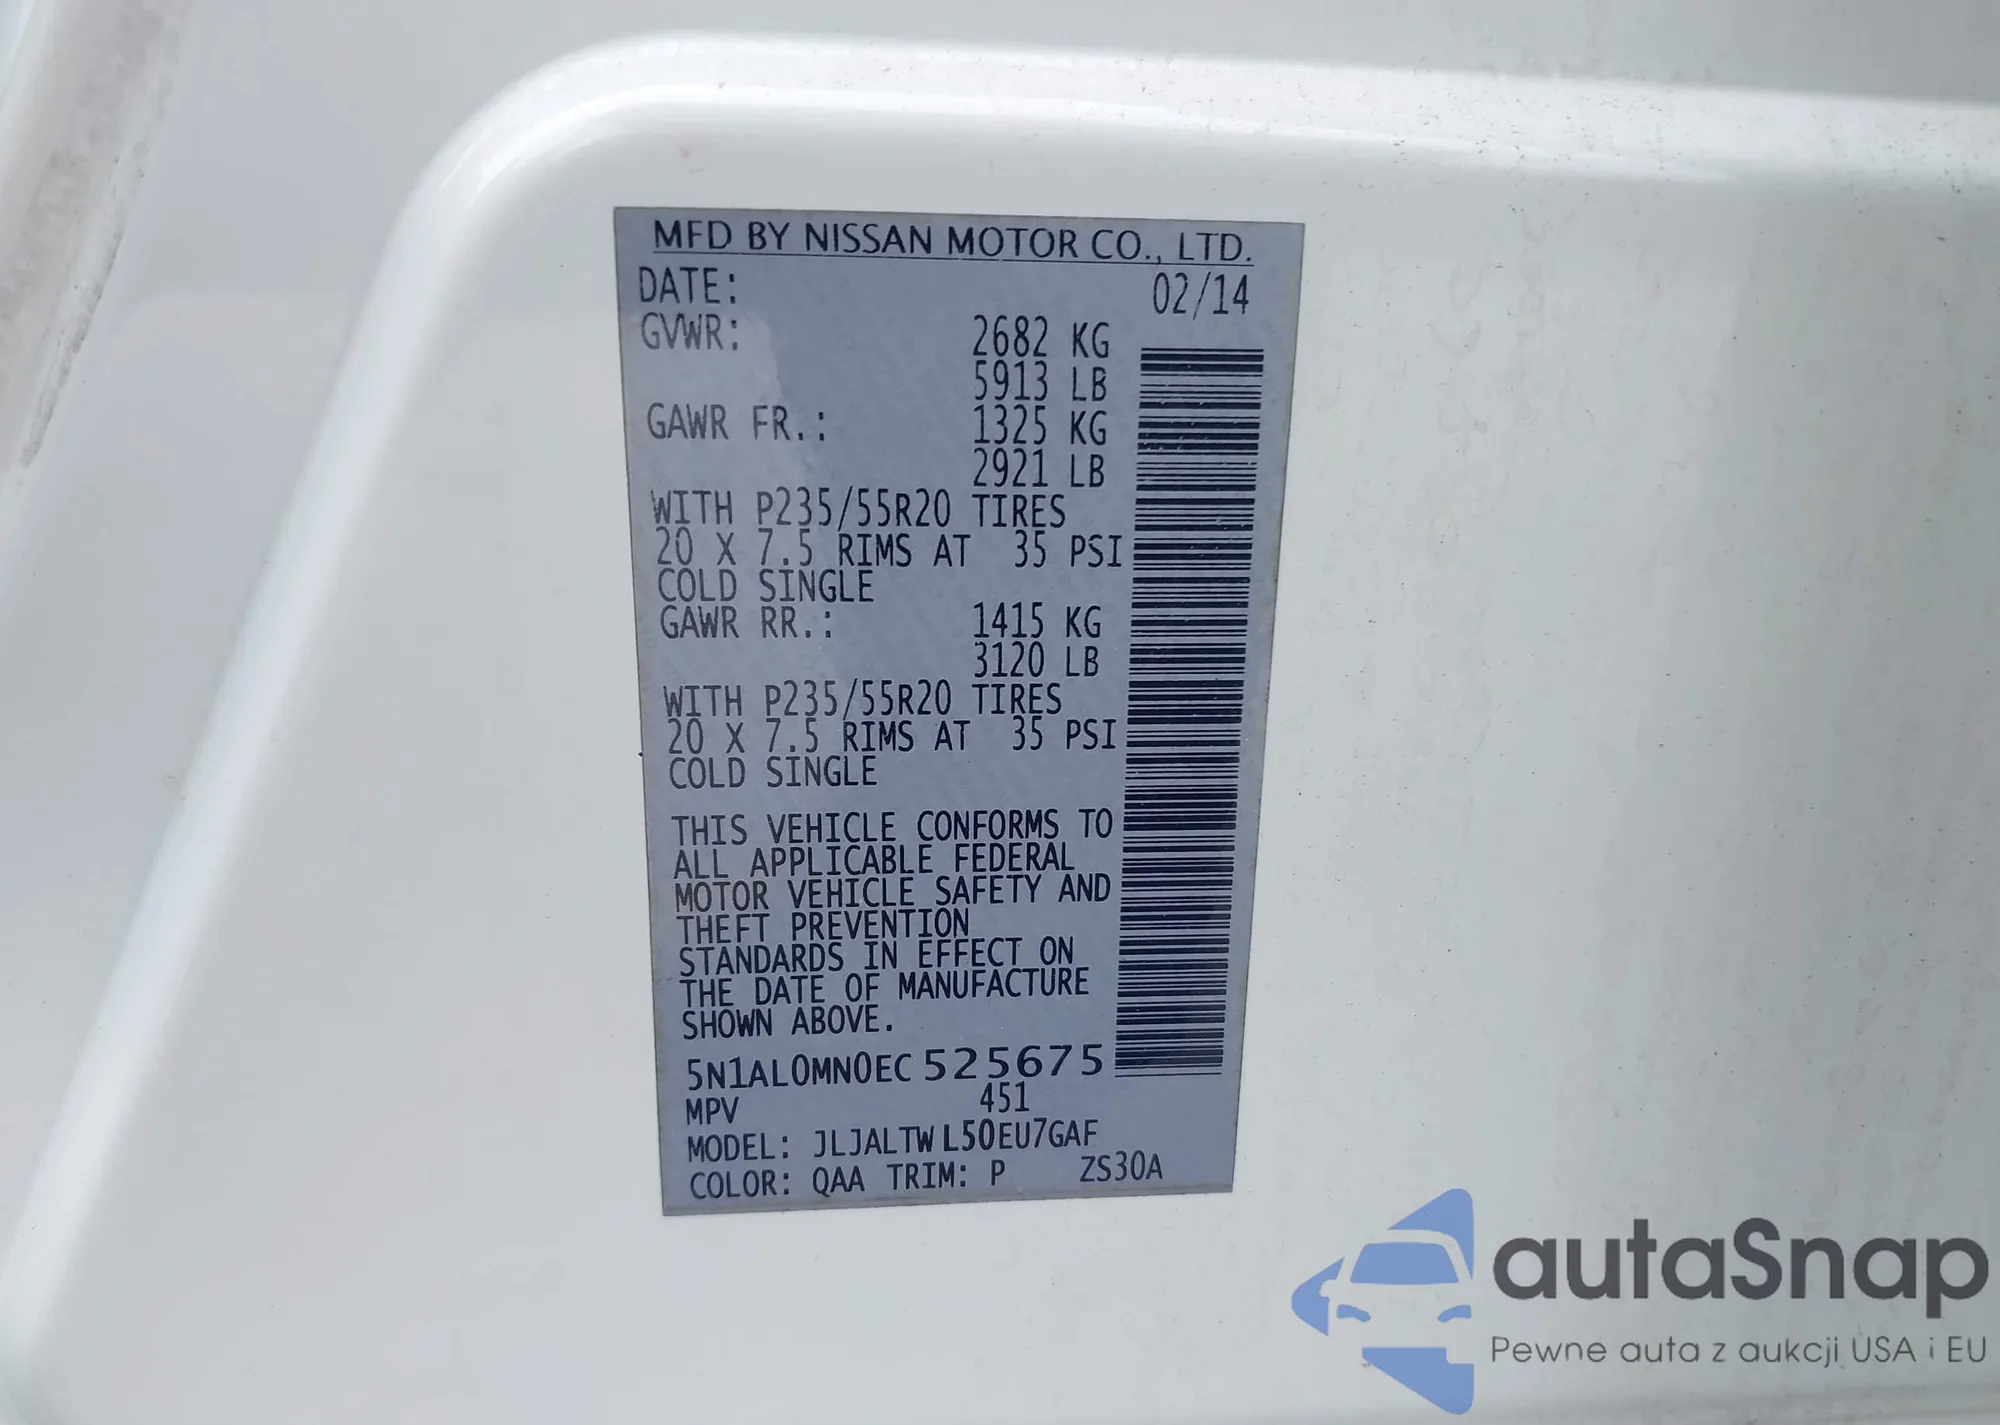 MFD BY NISSAN MOTOR CO., LTD.
DATE: 02/14
GVWR: 2682 KG
5913 LB
GAWR FR.: 1325 KG
2921 LB
WITH P235/55R20 TIRES
20 X 7.5 RIMS AT 35 PSI
COLD SINGLE
GAWR RR.: 1415 KG
3120 LB
WITH P235/55R20 TIRES
20 X 7.5 RIMS AT 35 PSI
COLD SINGLE
THIS VEHICLE CONFORMS TO
ALL APPLICABLE FEDERAL
MOTOR VEHICLE SAFETY AND
THEFT PREVENTION
STANDARDS IN EFFECT ON
THE DATE OF MANUFACTURE
SHOWN ABOVE.
5N1AL0MN0EC 525675
MPV 451
MODEL: JLJALTWL50EU7GAF
COLOR: QAA TRIM: P ZS30A
autaSnap
Pewne auta z aukcji USA i EU